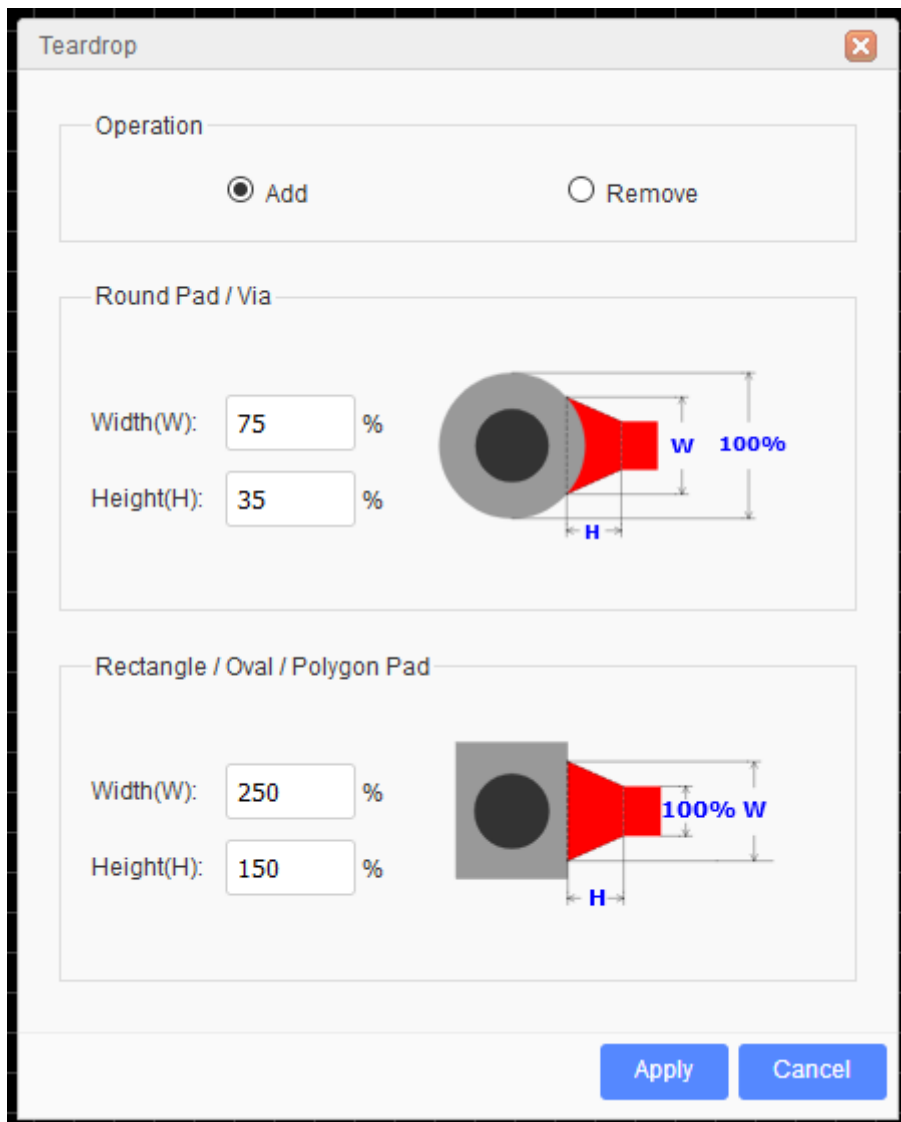 Teardrop
Operation
Add Remove
Round Pad / Via
Width(W): 75 %
W 100%
Height(H): 35 %
H
Rectangle / Oval / Polygon Pad
Width(W): 250 %
100% W
Height(H): 150 %
H
Apply Cancel